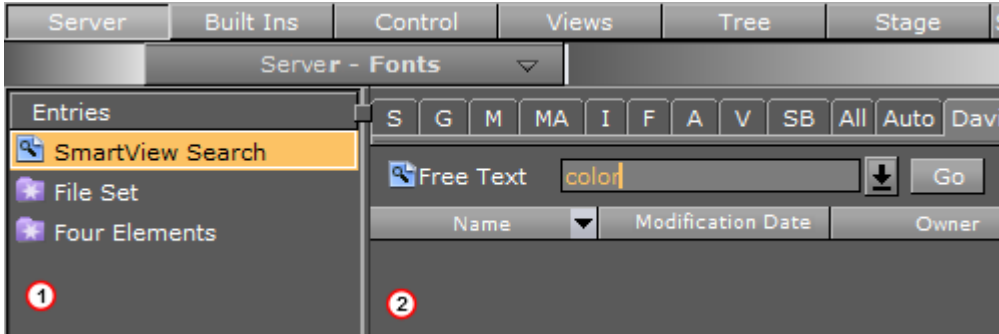 Server Built Ins Control Views Tree Stage
Server - Fonts
Entries
S G M MA I F A V SB All Auto Dav
SmartView Search
Free Text color Go
File Set
Name Modification Date Owner
Four Elements
1 2